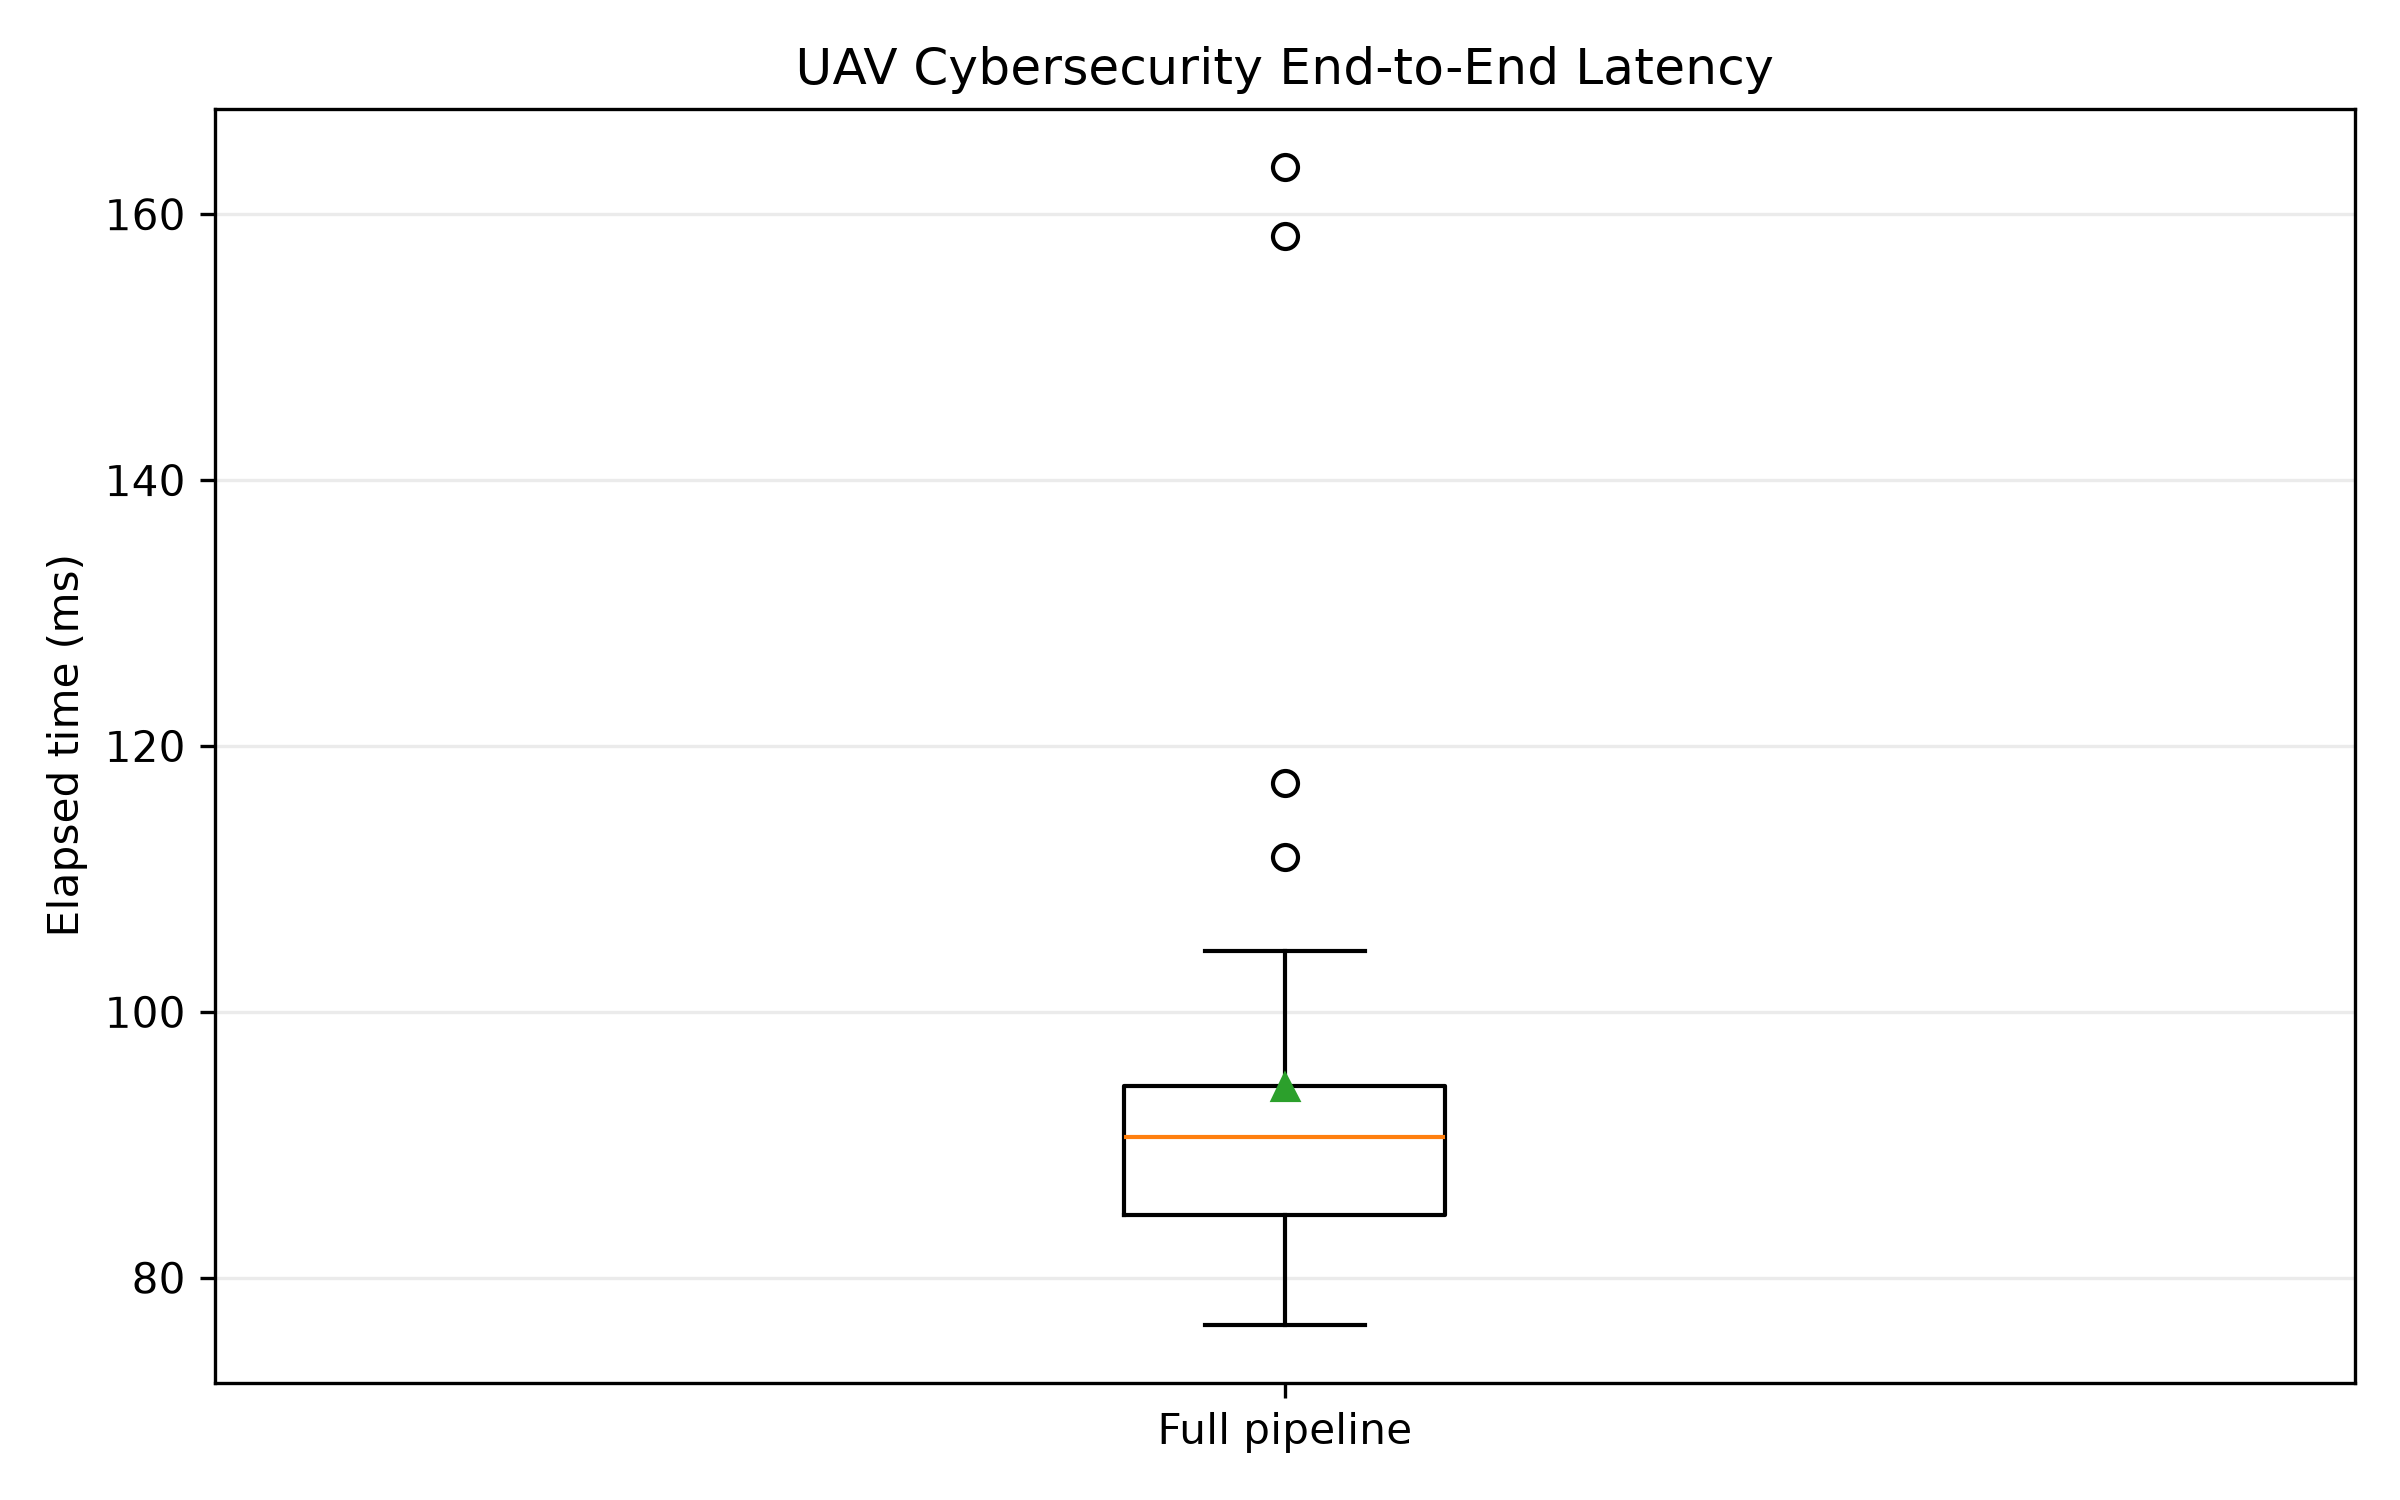 UAV Cybersecurity End-to-End Latency
Elapsed time (ms)
160
140
120
100
80
Full pipeline